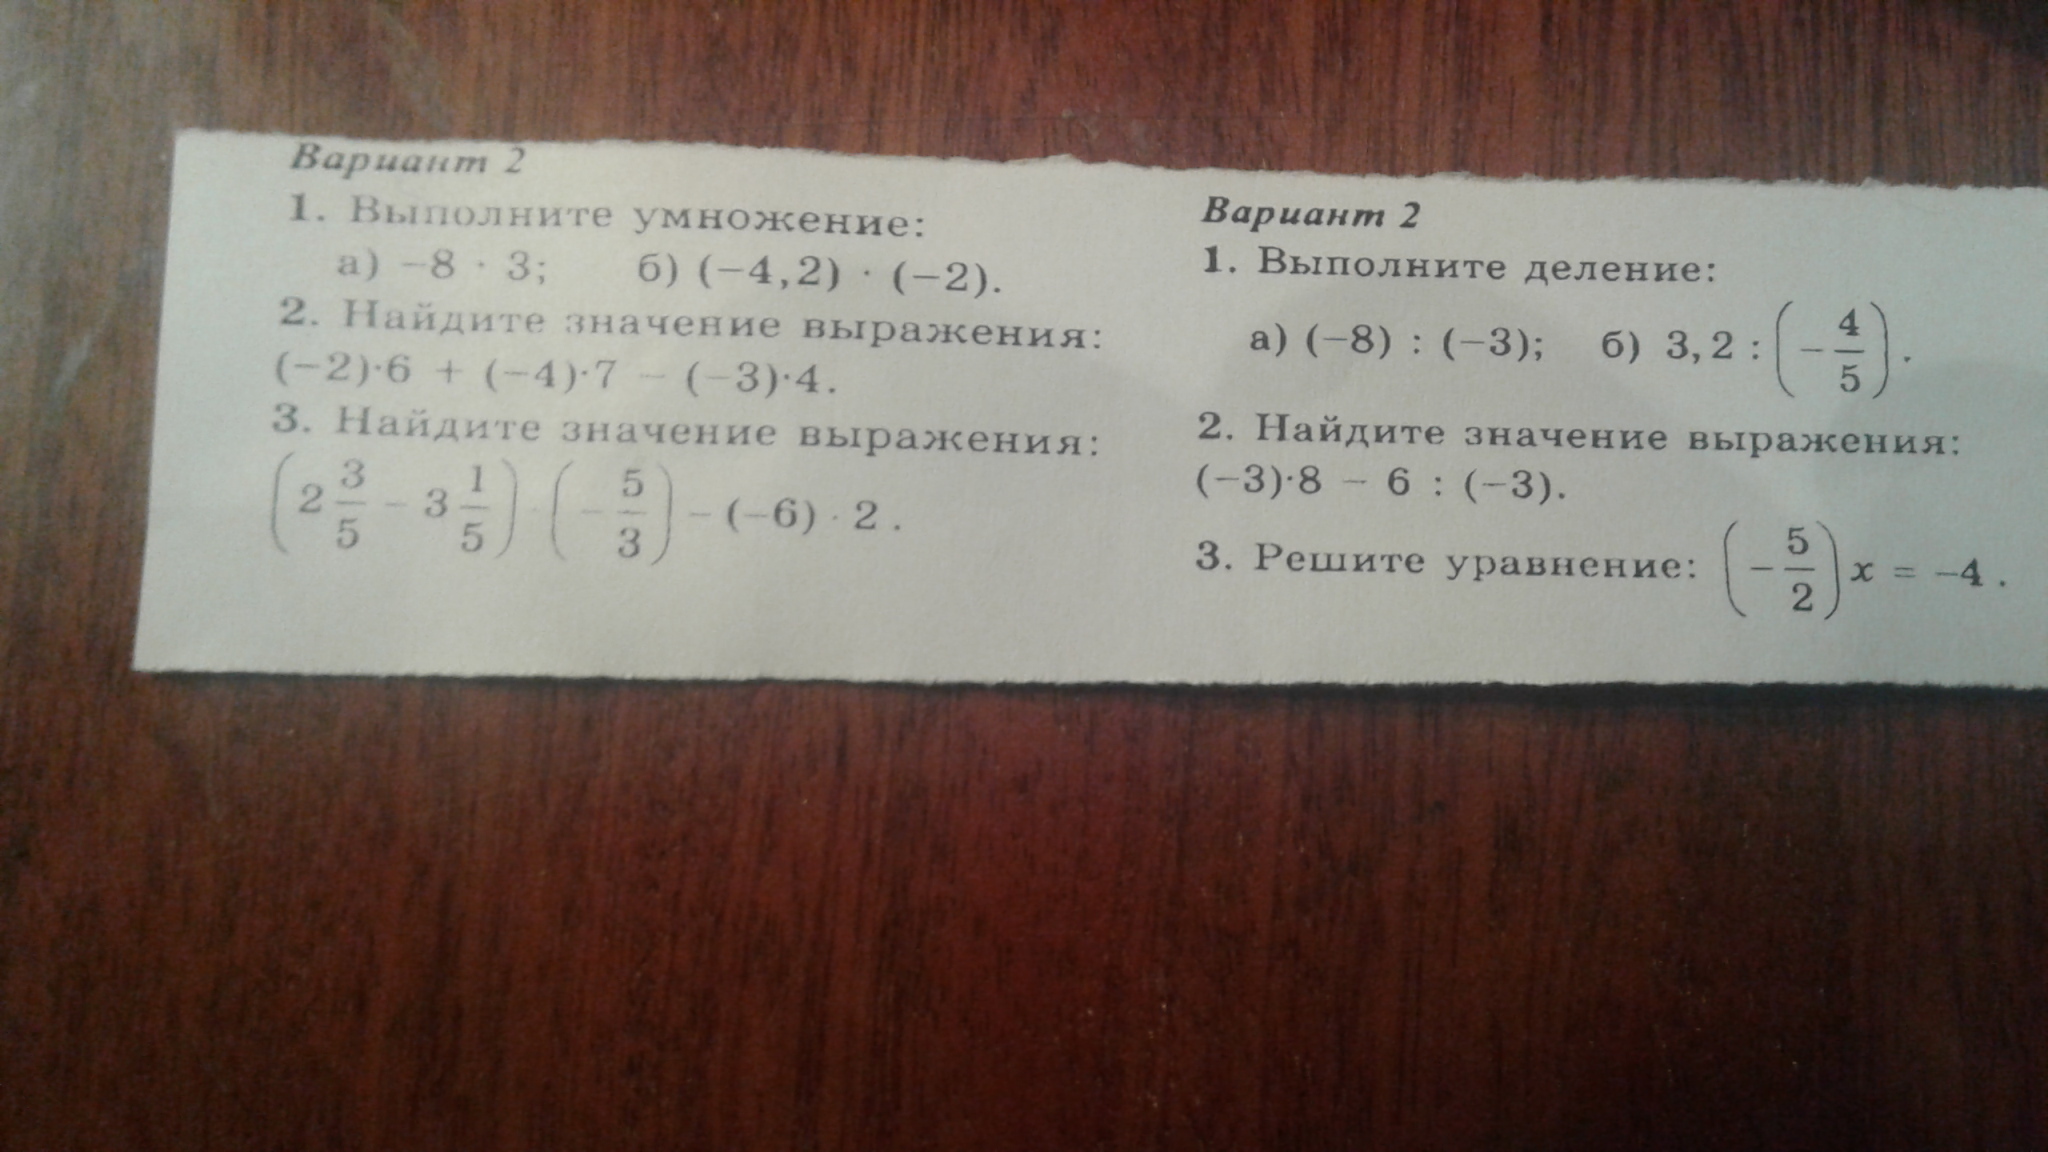 Вариант 2
1. Выполните умножение:
а) −8 · 3; б) (−4,2) · (−2).
2. Найдите значение выражения:
(−2)·6 + (−4)·7 − (−3)·4.
3. Найдите значение выражения:
(2 3/5 − 3 1/5) · (− 5/3) − (−6) · 2 .
Вариант 2
1. Выполните деление:
а) (−8) : (−3); б) 3,2 : (− 4/5) .
2. Найдите значение выражения:
(−3)·8 − 6 : (−3).
3. Решите уравнение: (− 5/2) x = −4 .